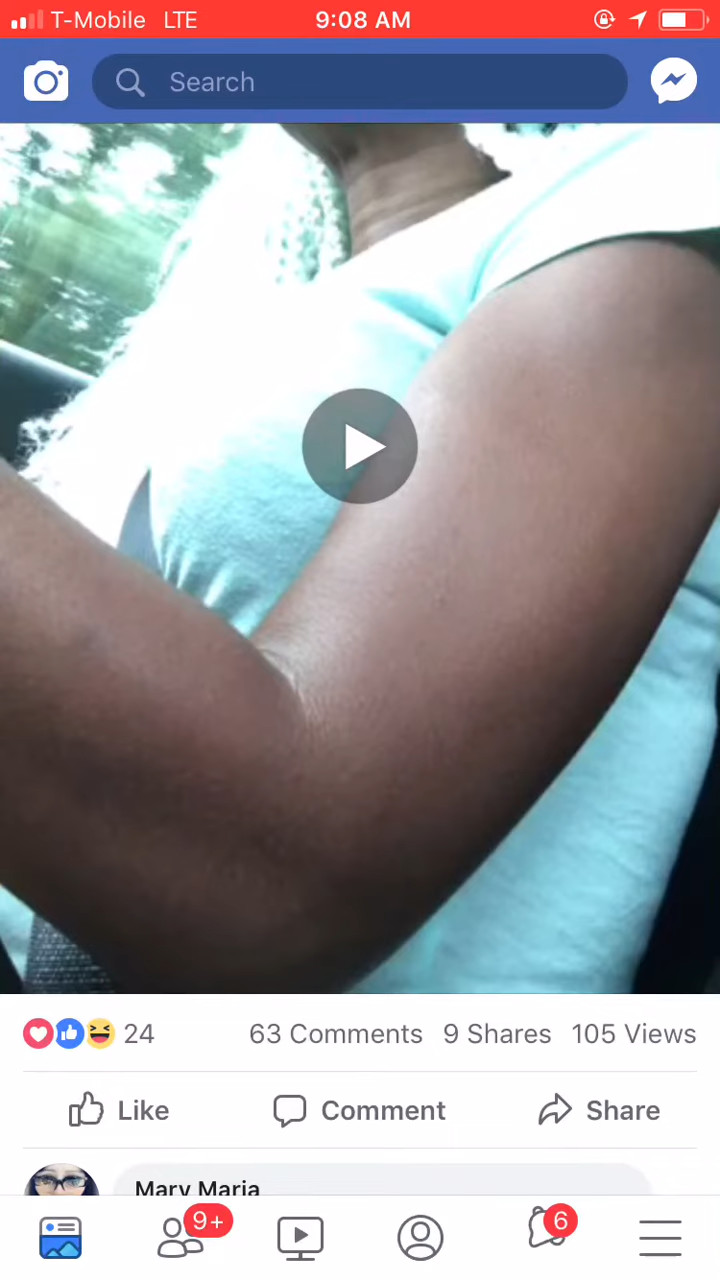 T-Mobile LTE 9:08 AM
Search
24 63 Comments 9 Shares 105 Views
Like Comment Share
Mary Maria
9+ 6